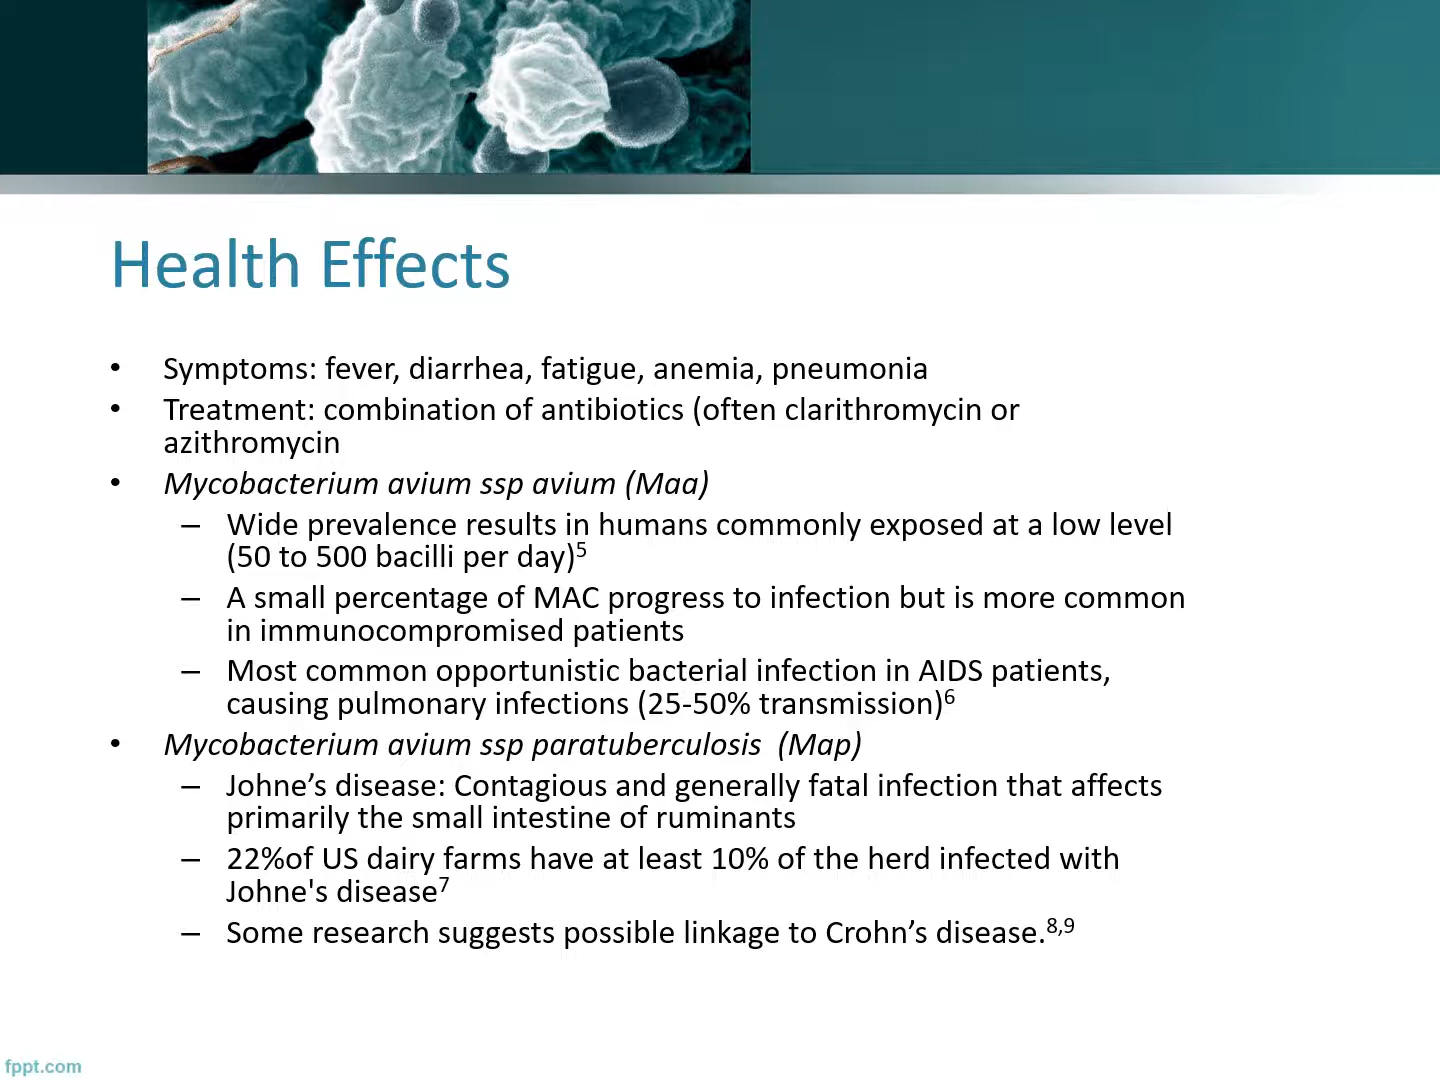 Health Effects
• Symptoms: fever, diarrhea, fatigue, anemia, pneumonia
• Treatment: combination of antibiotics (often clarithromycin or
azithromycin
• Mycobacterium avium ssp avium (Maa)
– Wide prevalence results in humans commonly exposed at a low level
(50 to 500 bacilli per day)5
– A small percentage of MAC progress to infection but is more common
in immunocompromised patients
– Most common opportunistic bacterial infection in AIDS patients,
causing pulmonary infections (25-50% transmission)6
• Mycobacterium avium ssp paratuberculosis  (Map)
– Johne’s disease: Contagious and generally fatal infection that affects
primarily the small intestine of ruminants
– 22%of US dairy farms have at least 10% of the herd infected with
Johne's disease7
– Some research suggests possible linkage to Crohn’s disease.8,9
fppt.com